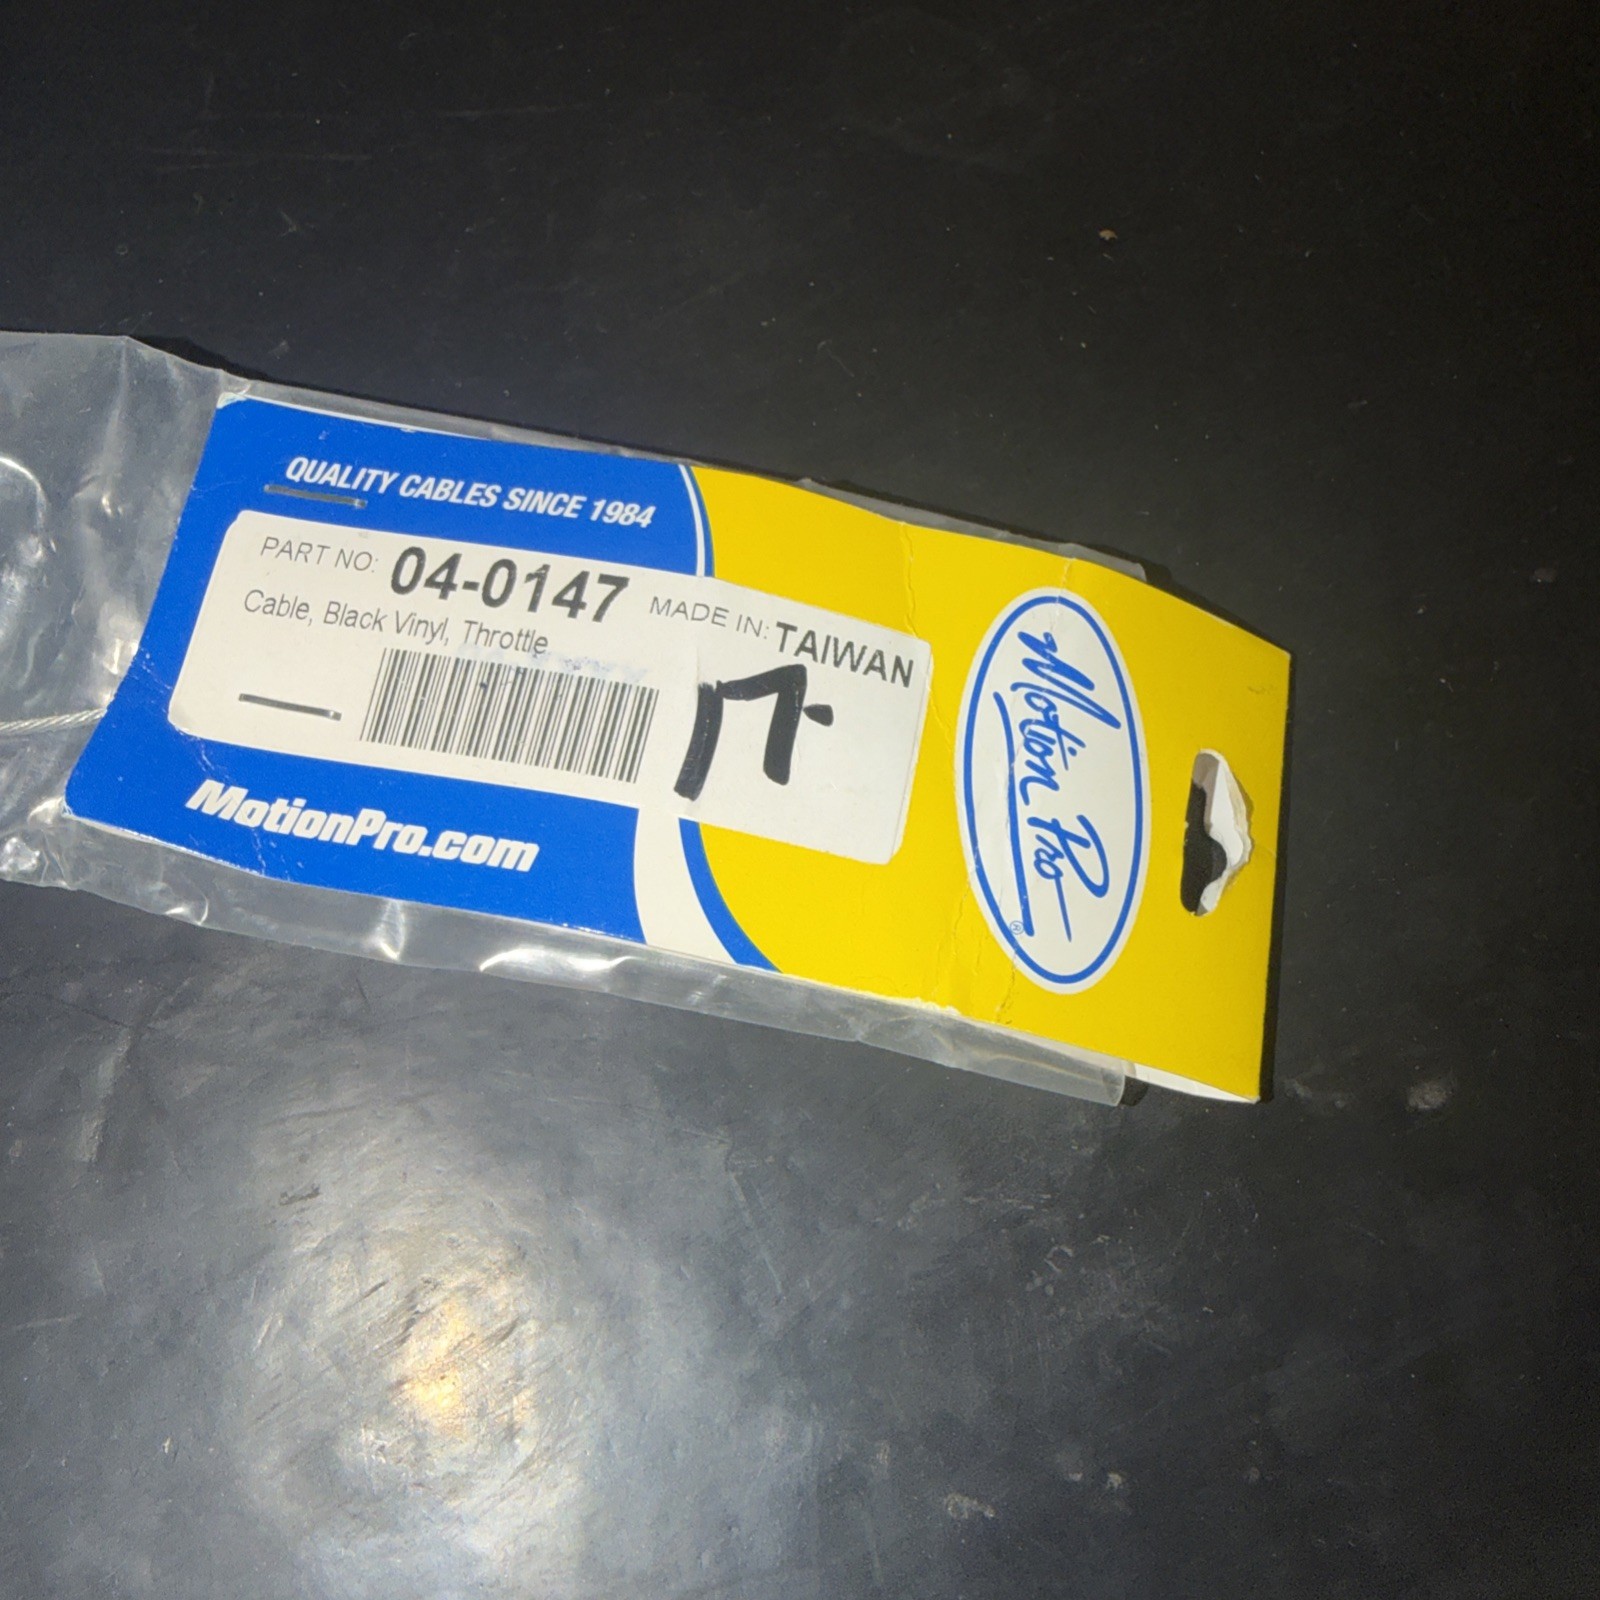 QUALITY CABLES SINCE 1984
PART NO: 04-0147 MADE IN: TAIWAN
Cable, Black Vinyl, Throttle
17.
MotionPro.com
Motion Pro®